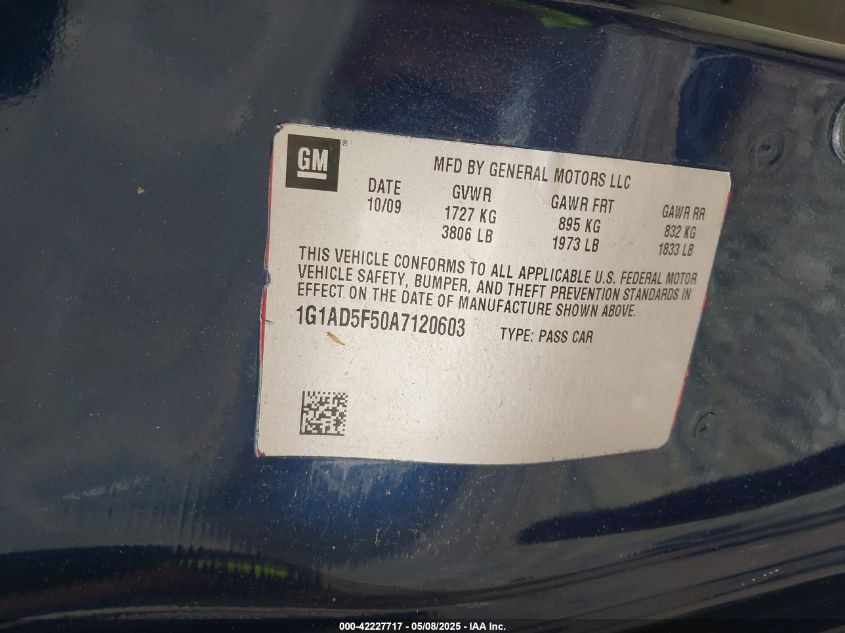 GM
MFD BY GENERAL MOTORS LLC
DATE GVWR GAWR FRT GAWR RR
10/09 1727 KG 895 KG 832 KG
3806 LB 1973 LB 1833 LB
THIS VEHICLE CONFORMS TO ALL APPLICABLE U.S. FEDERAL MOTOR
VEHICLE SAFETY, BUMPER, AND THEFT PREVENTION STANDARDS IN
EFFECT ON THE DATE OF MANUFACTURE SHOWN ABOVE.
1G1AD5F50A7120603 TYPE: PASS CAR
000-42227717 - 05/08/2025 - IAA Inc.